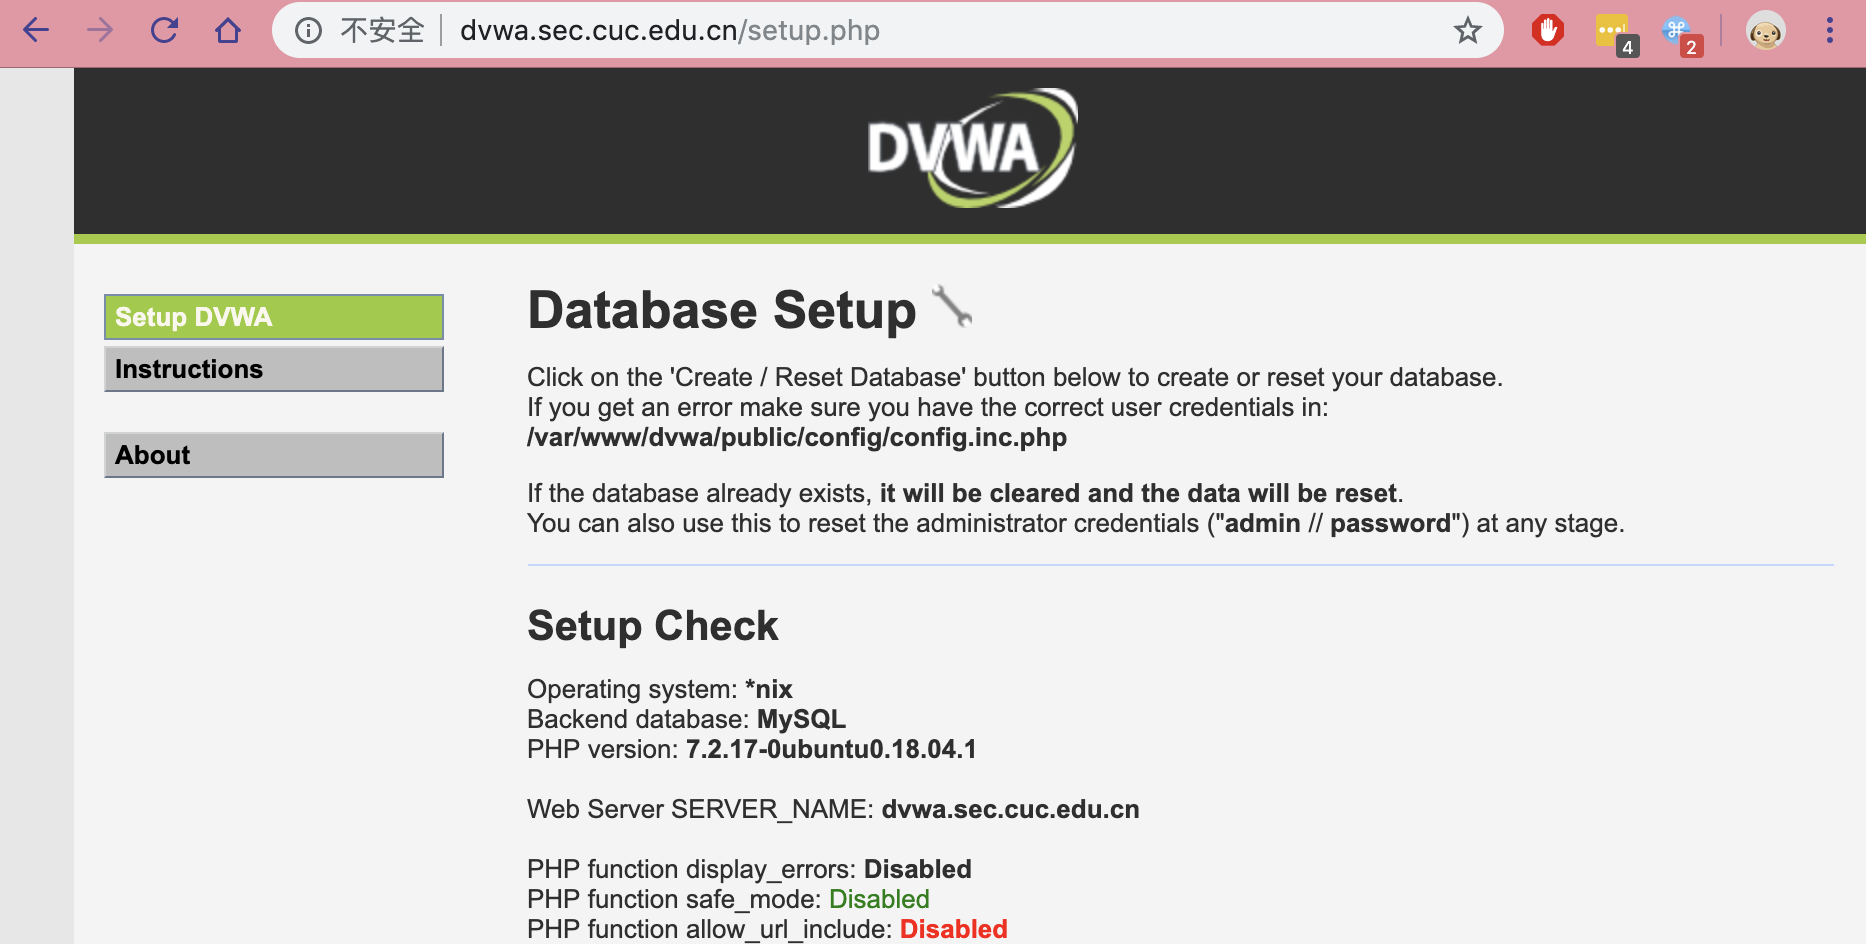 不安全 dvwa.sec.cuc.edu.cn/setup.php
4
2
DVWA
Setup DVWA
Instructions
About
Database Setup
Click on the 'Create / Reset Database' button below to create or reset your database.
If you get an error make sure you have the correct user credentials in:
/var/www/dvwa/public/config/config.inc.php
If the database already exists, it will be cleared and the data will be reset.
You can also use this to reset the administrator credentials ("admin // password") at any stage.
Setup Check
Operating system: *nix
Backend database: MySQL
PHP version: 7.2.17-0ubuntu0.18.04.1
Web Server SERVER_NAME: dvwa.sec.cuc.edu.cn
PHP function display_errors: Disabled
PHP function safe_mode: Disabled
PHP function allow_url_include: Disabled